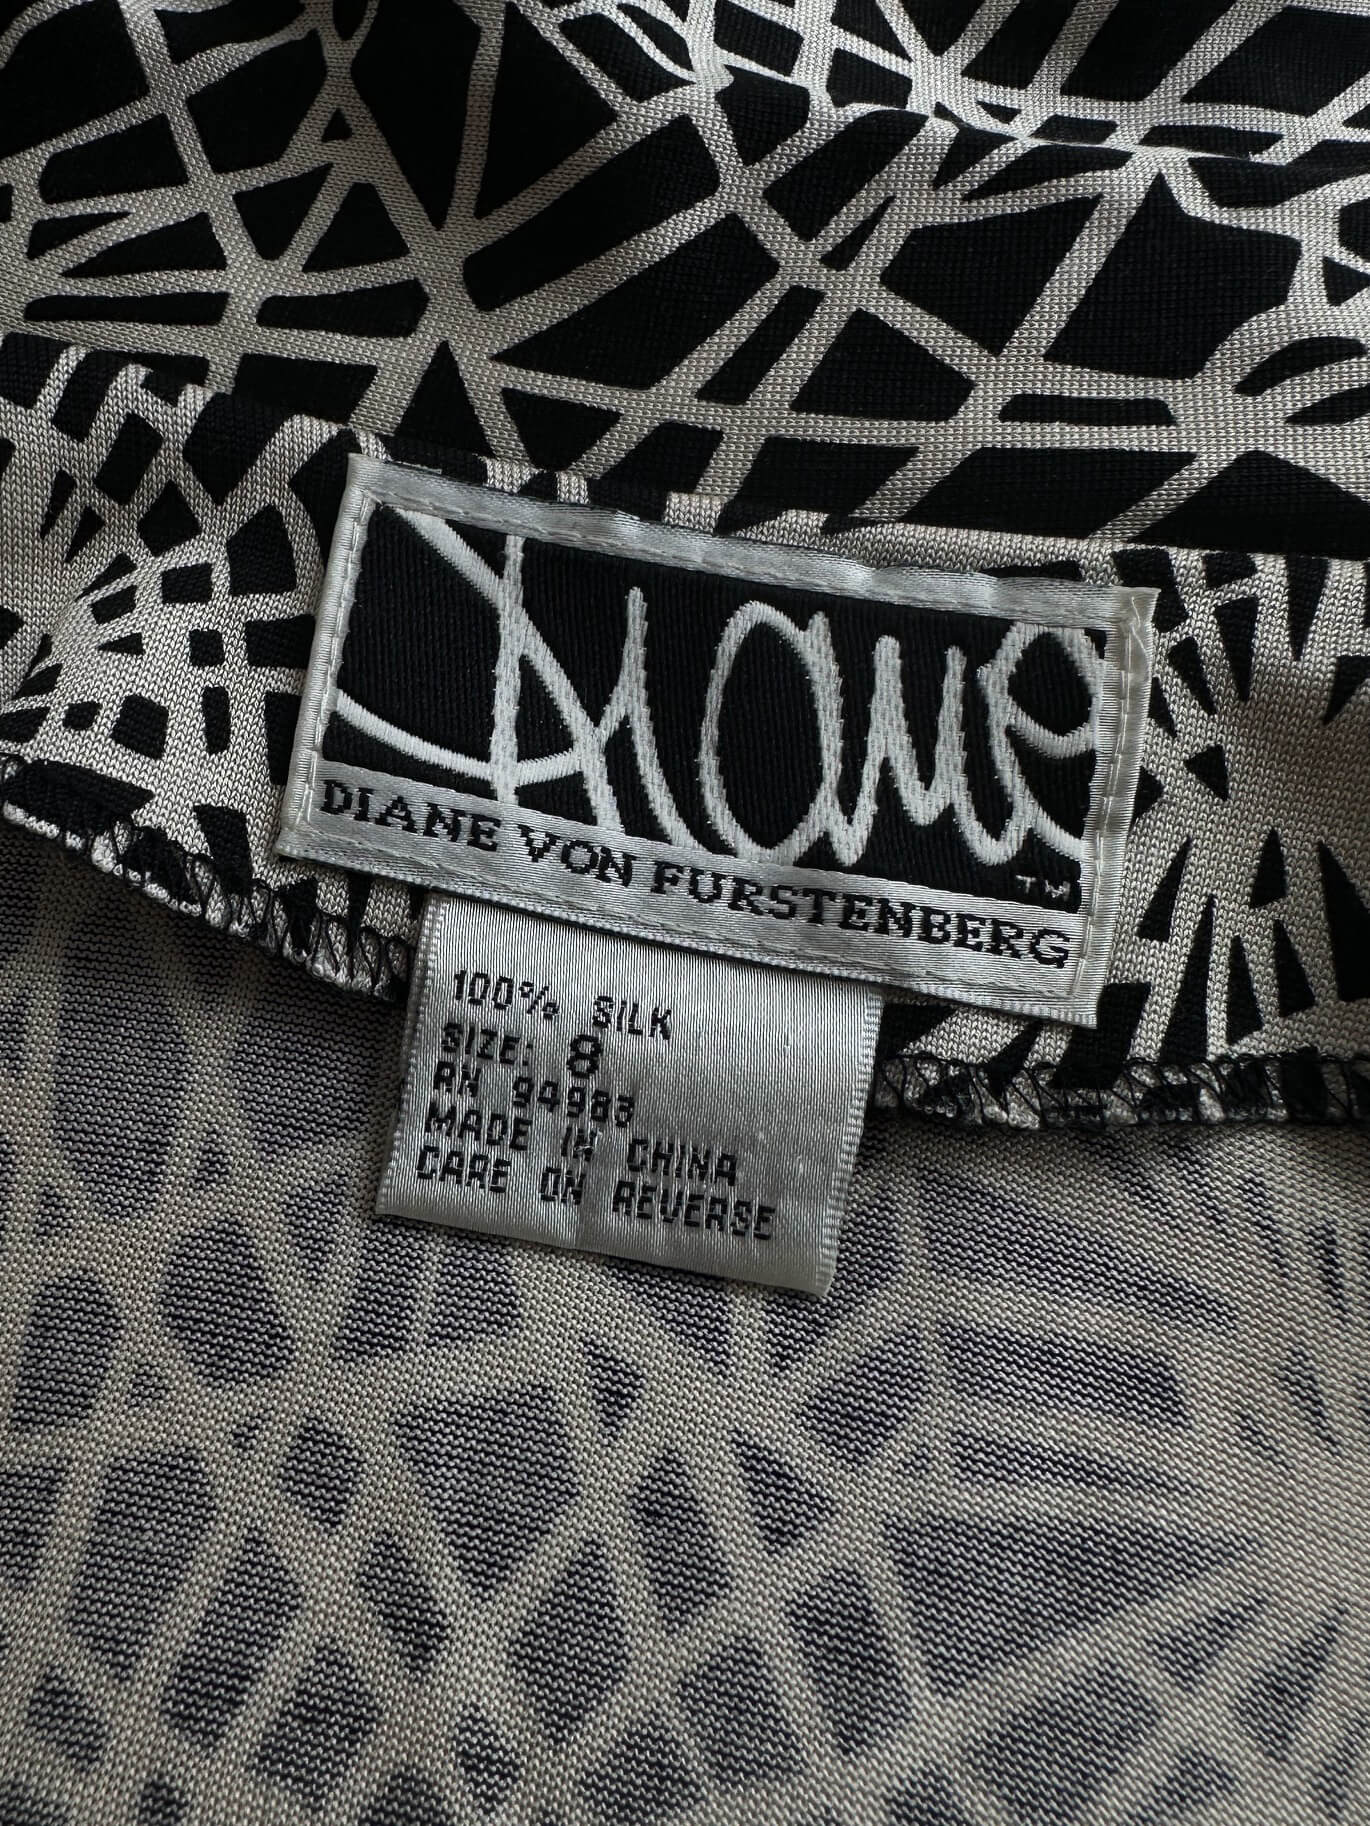 Diane
TM
DIANE VON FURSTENBERG
100% SILK
SIZE: 8
RN 94983
MADE IN CHINA
CARE ON REVERSE